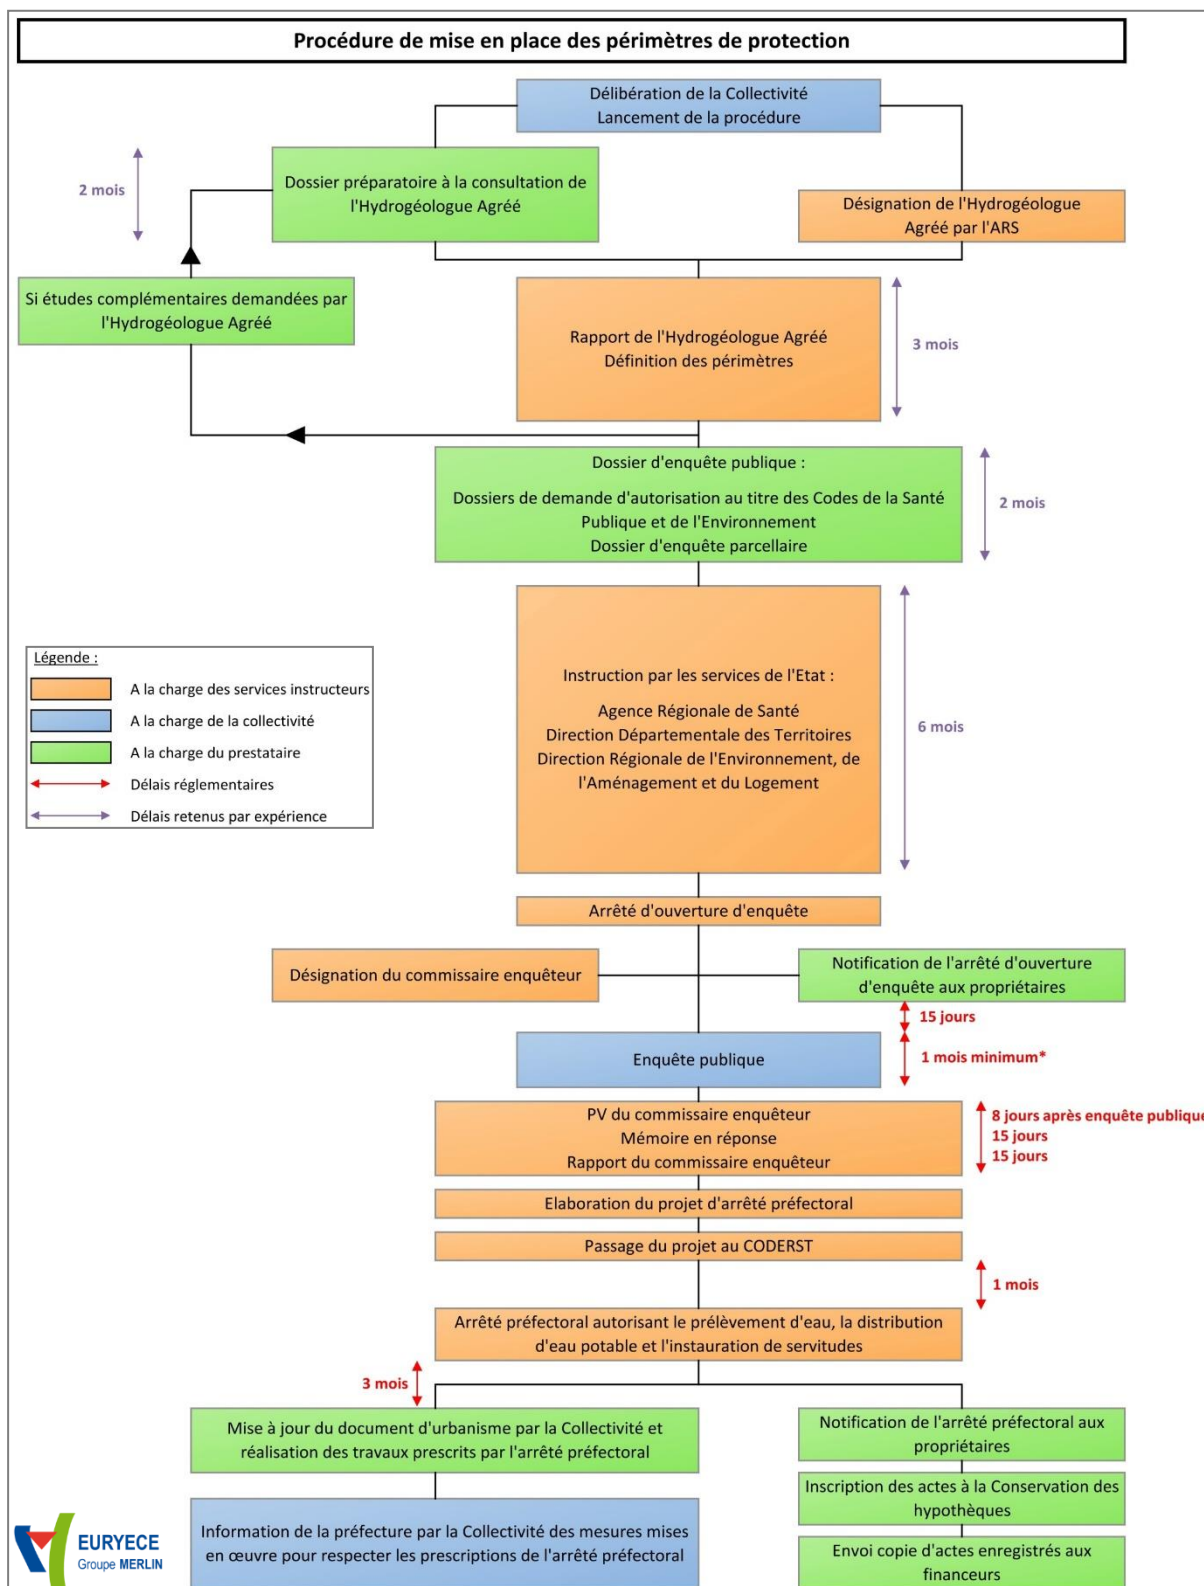 Procédure de mise en place des périmètres de protection
Délibération de la Collectivité
Lancement de la procédure
2 mois
Dossier préparatoire à la consultation de
l'Hydrogéologue Agréé
Désignation de l'Hydrogéologue
Agréé par l'ARS
Si études complémentaires demandées par
l'Hydrogéologue Agréé
Rapport de l'Hydrogéologue Agréé
Définition des périmètres
3 mois
Dossier d'enquête publique :
Dossiers de demande d'autorisation au titre des Codes de la Santé
Publique et de l'Environnement
Dossier d'enquête parcellaire
2 mois
Légende :
A la charge des services instructeurs
A la charge de la collectivité
A la charge du prestataire
Délais réglementaires
Délais retenus par expérience
Instruction par les services de l'Etat :
Agence Régionale de Santé
Direction Départementale des Territoires
Direction Régionale de l'Environnement, de
l'Aménagement et du Logement
6 mois
Arrêté d'ouverture d'enquête
Désignation du commissaire enquêteur
Notification de l'arrêté d'ouverture
d'enquête aux propriétaires
15 jours
Enquête publique
1 mois minimum*
PV du commissaire enquêteur
Mémoire en réponse
Rapport du commissaire enquêteur
8 jours après enquête publique
15 jours
15 jours
Elaboration du projet d'arrêté préfectoral
Passage du projet au CODERST
1 mois
Arrêté préfectoral autorisant le prélèvement d'eau, la distribution
d'eau potable et l'instauration de servitudes
3 mois
Mise à jour du document d'urbanisme par la Collectivité et
réalisation des travaux prescrits par l'arrêté préfectoral
Notification de l'arrêté préfectoral aux
propriétaires
Inscription des actes à la Conservation des
hypothèques
Information de la préfecture par la Collectivité des mesures mises
en œuvre pour respecter les prescriptions de l'arrêté préfectoral
Envoi copie d'actes enregistrés aux
financeurs
EURYECE
Groupe MERLIN